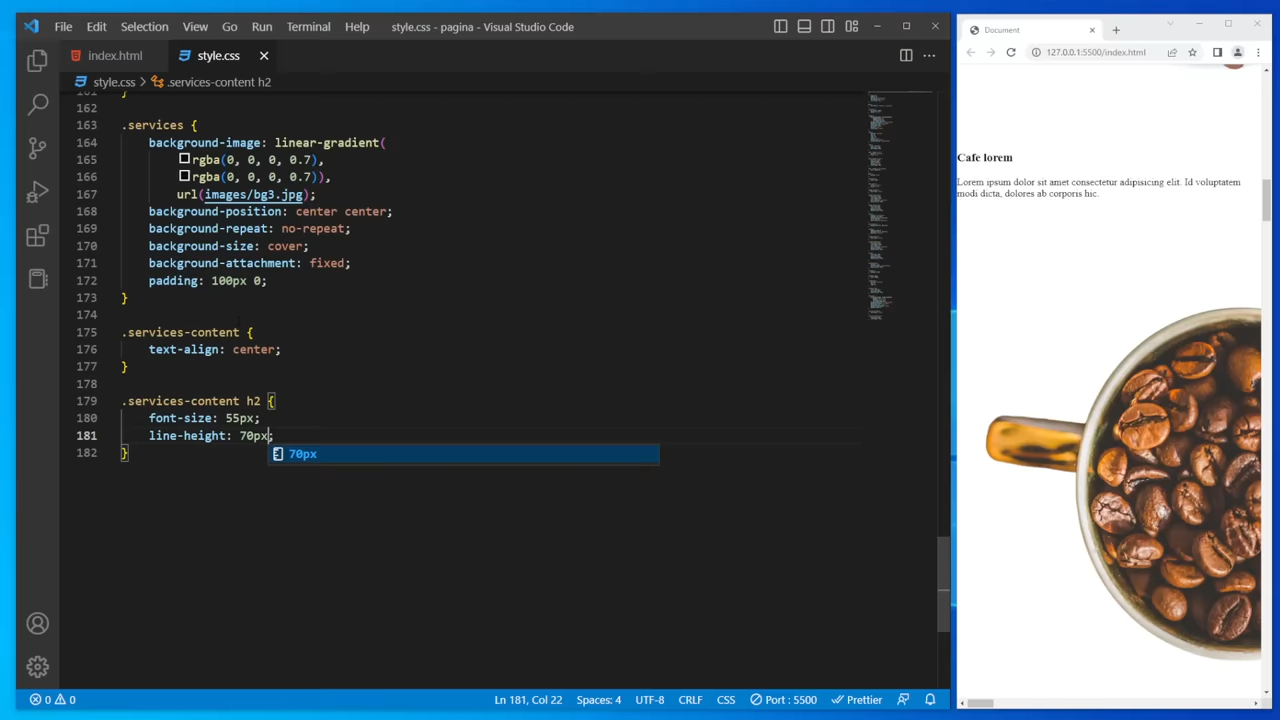 File Edit Selection View Go Run Terminal Help style.css - pagina - Visual Studio Code
index.html style.css
style.css > .services-content h2
161 }
162
163 .services {
164 background-image: linear-gradient(
165 rgba(0, 0, 0, 0.7),
166 rgba(0, 0, 0, 0.7)),
167 url(images/bg3.jpg);
168 background-position: center center;
169 background-repeat: no-repeat;
170 background-size: cover;
171 background-attachment: fixed;
172 padding: 100px 0;
173 }
174
175 .services-content {
176 text-align: center;
177 }
178
179 .services-content h2 {
180 font-size: 55px;
181 line-height: 70px;
70px
182 }
0 0 Ln 181, Col 22 Spaces: 4 UTF-8 CRLF CSS Port : 5500 Prettier
Document
127.0.0.1:5500/index.html
Cafe lorem
Lorem ipsum dolor sit amet consectetur adipisicing elit. Id voluptatem
modi dicta, dolores ab corporis hic.